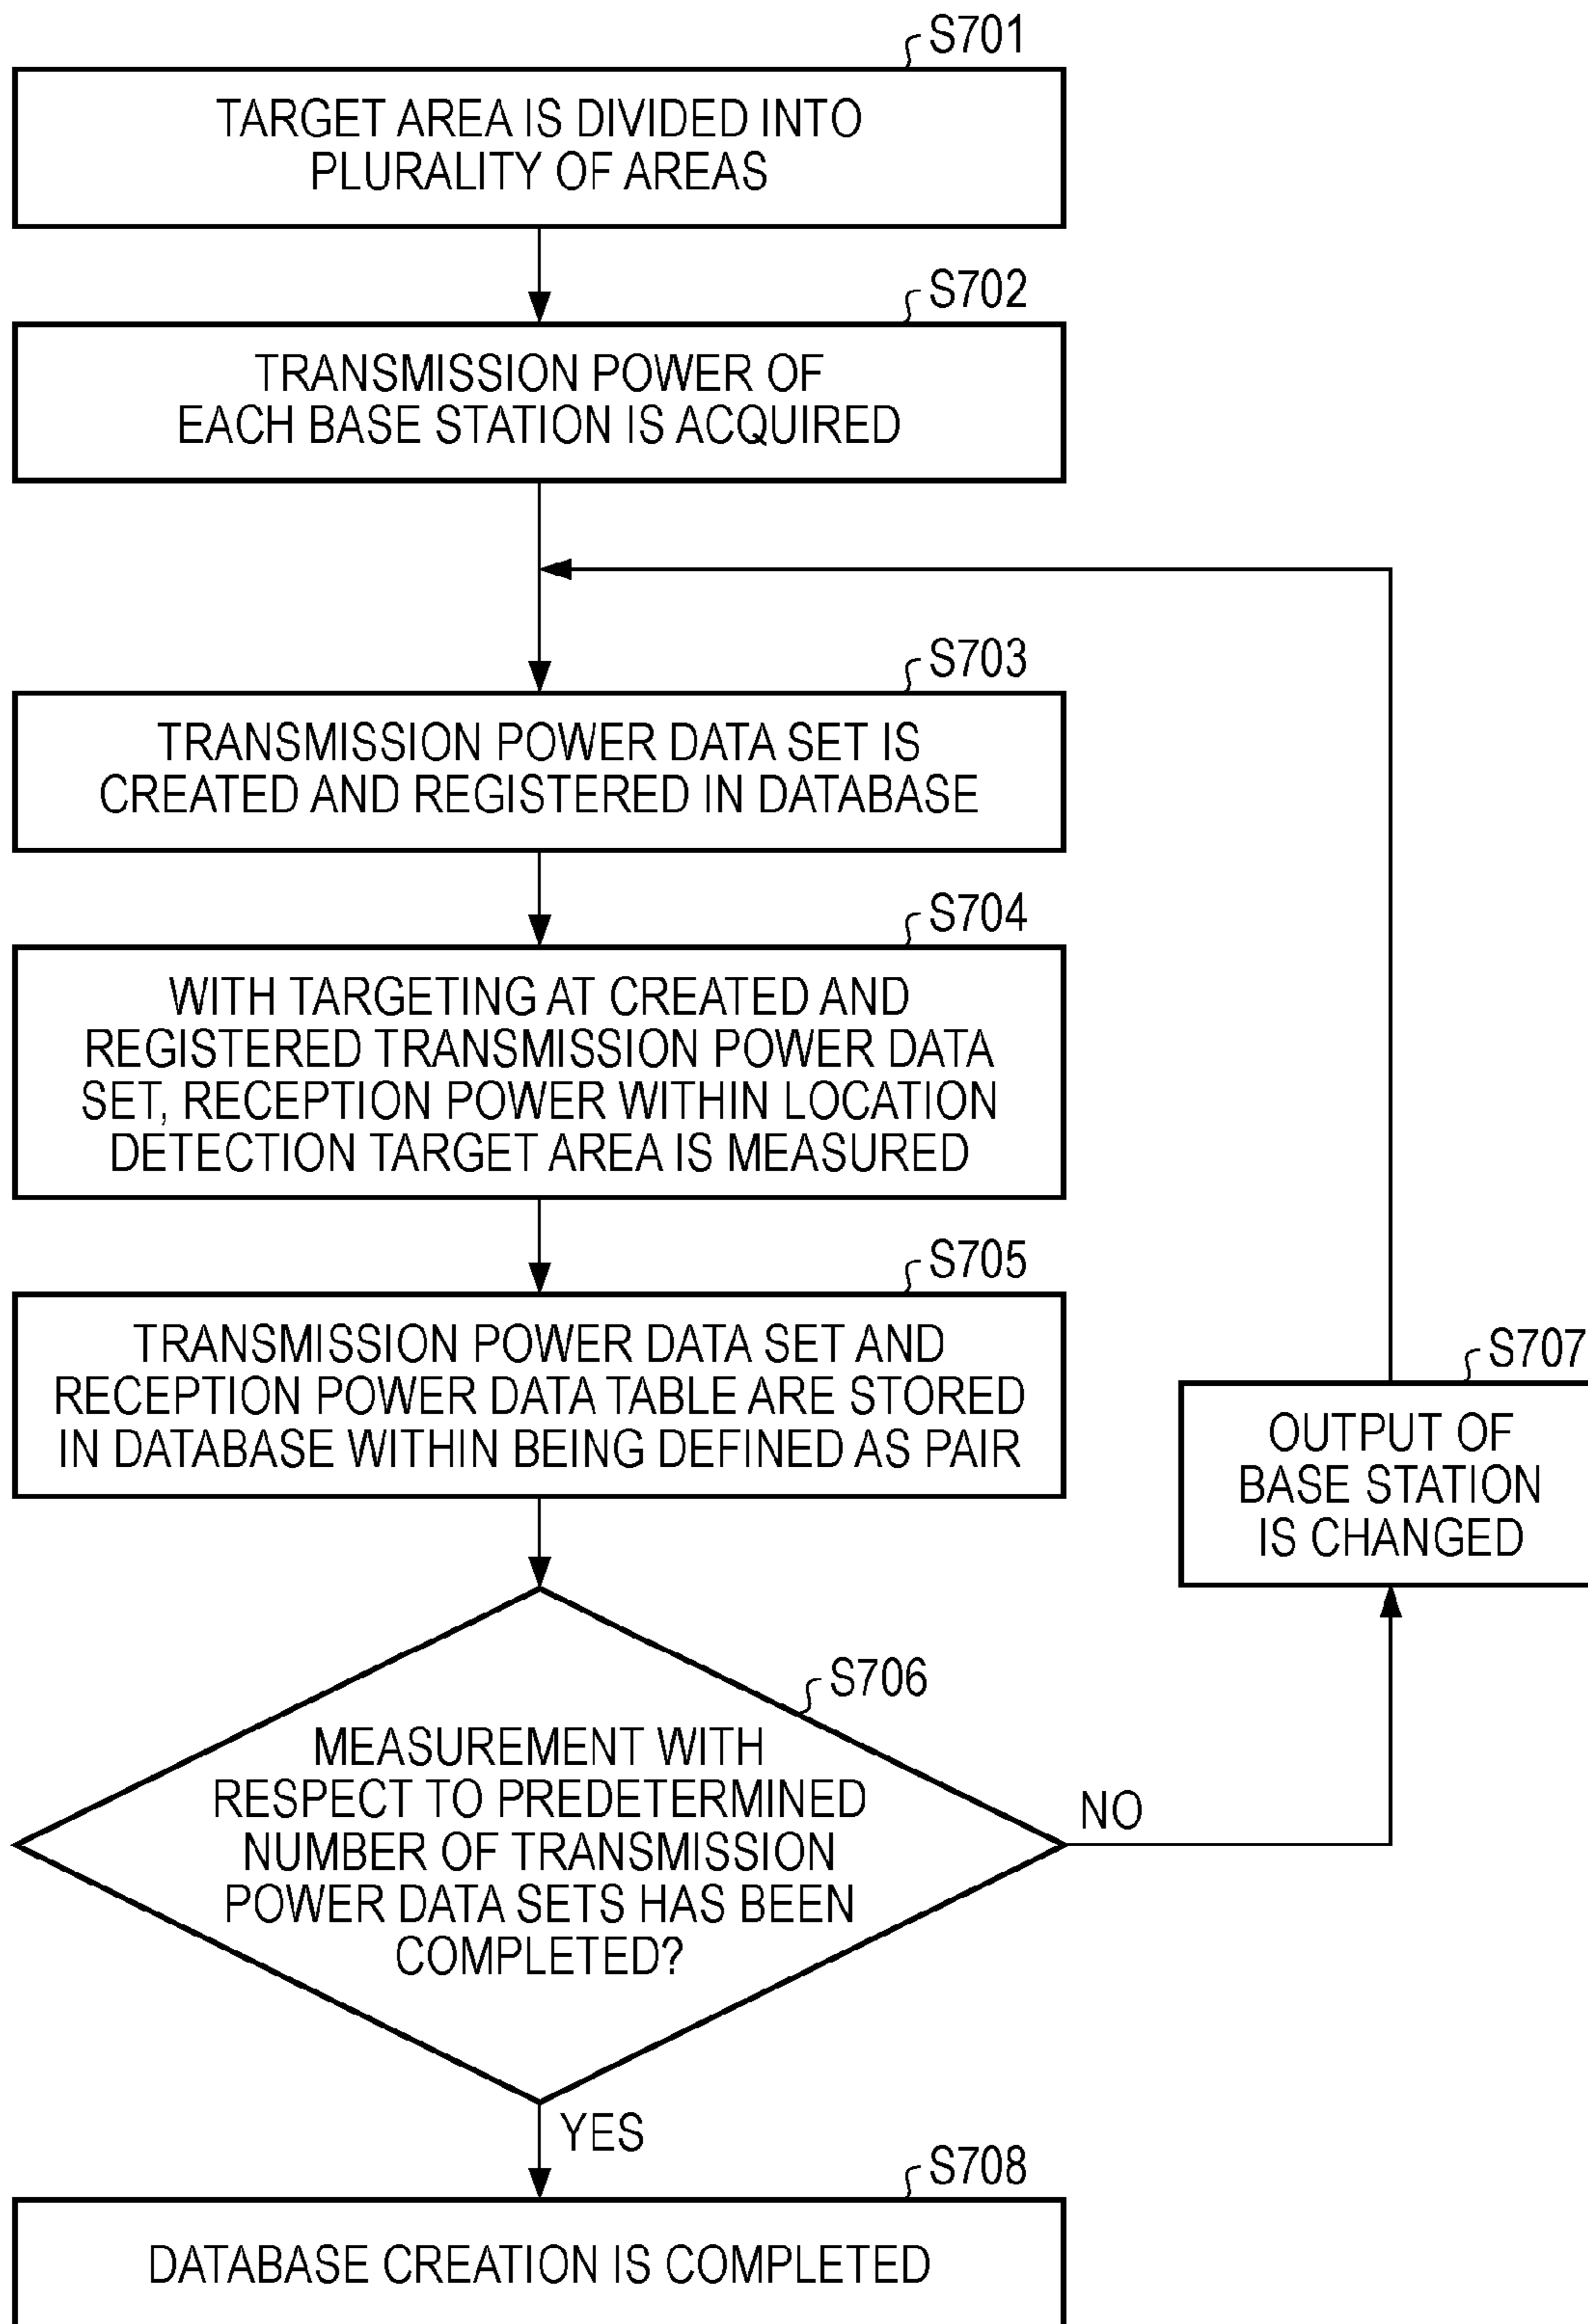 S701
TARGET AREA IS DIVIDED INTO
PLURALITY OF AREAS
S702
TRANSMISSION POWER OF
EACH BASE STATION IS ACQUIRED
S703
TRANSMISSION POWER DATA SET IS
CREATED AND REGISTERED IN DATABASE
S704
WITH TARGETING AT CREATED AND
REGISTERED TRANSMISSION POWER DATA
SET, RECEPTION POWER WITHIN LOCATION
DETECTION TARGET AREA IS MEASURED
S705
TRANSMISSION POWER DATA SET AND
RECEPTION POWER DATA TABLE ARE STORED
IN DATABASE WITHIN BEING DEFINED AS PAIR
S706
MEASUREMENT WITH
RESPECT TO PREDETERMINED
NUMBER OF TRANSMISSION
POWER DATA SETS HAS BEEN
COMPLETED?
NO
S707
OUTPUT OF
BASE STATION
IS CHANGED
YES
S708
DATABASE CREATION IS COMPLETED